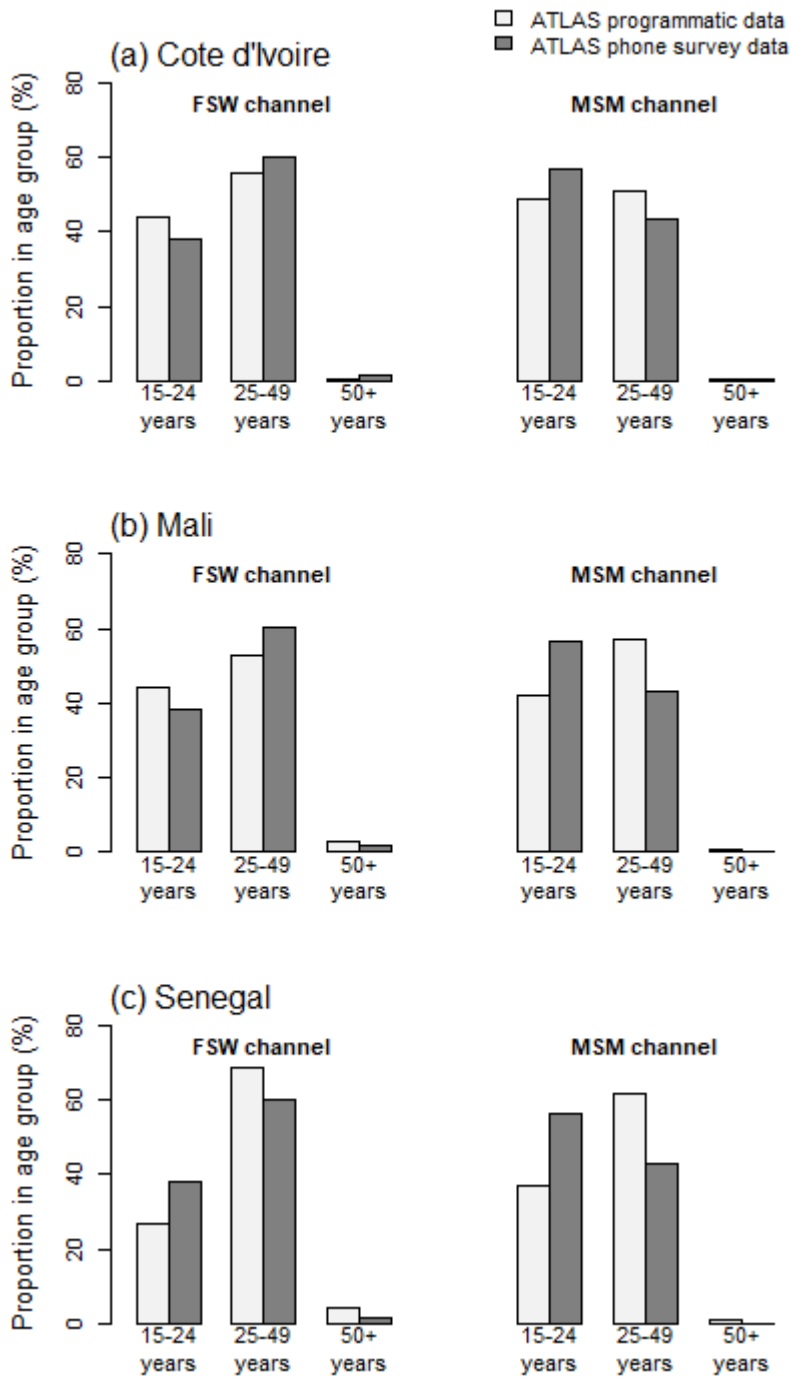 ATLAS programmatic data
ATLAS phone survey data
(a) Cote d'Ivoire
FSW channel
MSM channel
Proportion in age group (%)
80
60
40
20
0
15-24 years
25-49 years
50+ years
15-24 years
25-49 years
50+ years
(b) Mali
FSW channel
MSM channel
Proportion in age group (%)
80
60
40
20
0
15-24 years
25-49 years
50+ years
15-24 years
25-49 years
50+ years
(c) Senegal
FSW channel
MSM channel
Proportion in age group (%)
80
60
40
20
0
15-24 years
25-49 years
50+ years
15-24 years
25-49 years
50+ years